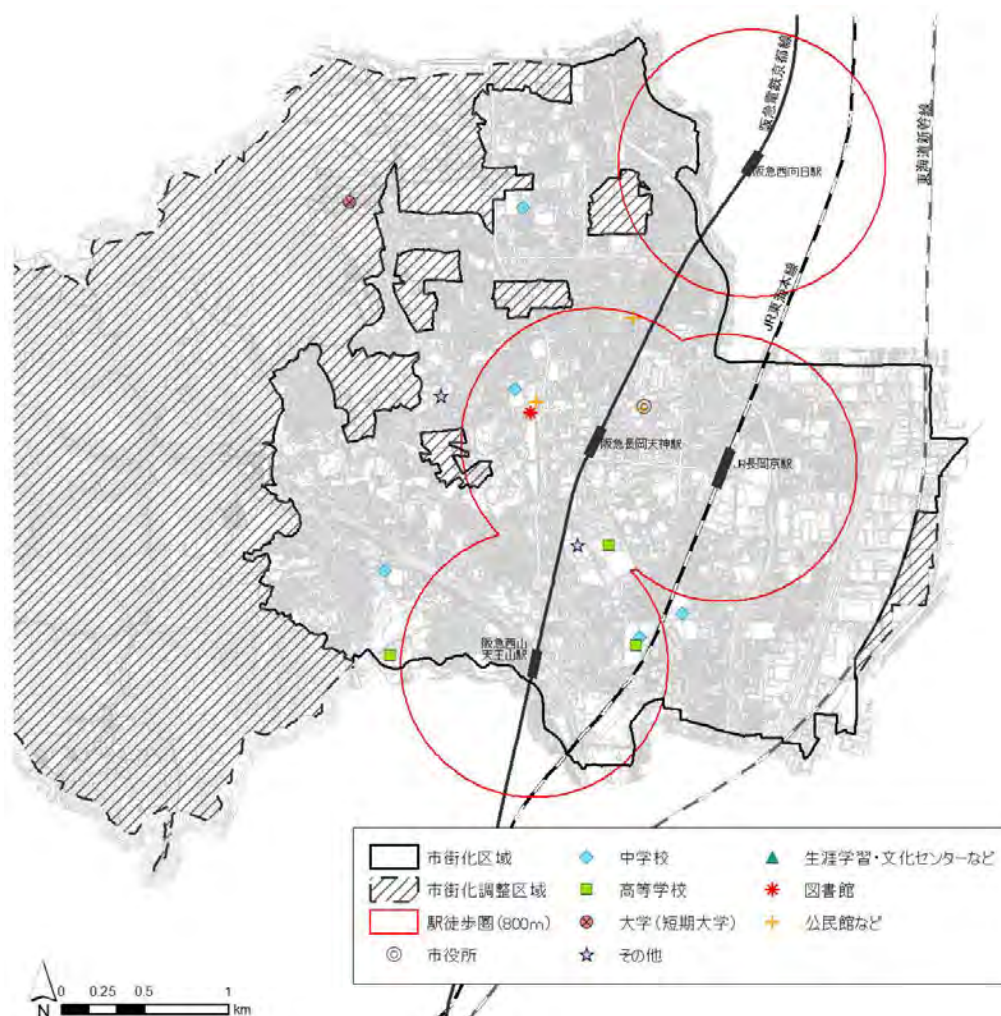 阪急電鉄京都線
東海道新幹線
阪急西向日駅
JR東海本線
阪急長岡天神駅
JR長岡京駅
阪急西山
天王山駅
市街化区域
市街化調整区域
駅徒歩圏(800m)
市役所
中学校
高等学校
大学(短期大学)
その他
生涯学習・文化センターなど
図書館
公民館など
N
0 0.25 0.5 1
km